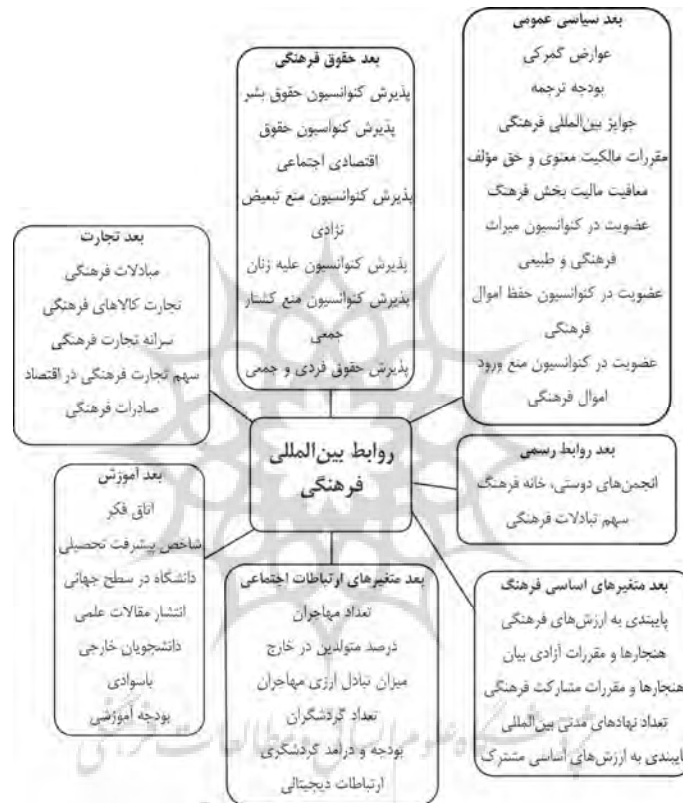 بعد سیاسی عمومی
عوارض گمرکی
بودجه ترجمه
جوایز بین‌المللی فرهنگی
مقررات مالکیت معنوی و حق مؤلف
معافیت مالیت بخش فرهنگ
عضویت در کنوانسیون میراث
فرهنگی و طبیعی
عضویت در کنوانسیون حفظ اموال
فرهنگی
عضویت در کنوانسیون منع ورود
اموال فرهنگی
بعد حقوق فرهنگی
پذیرش کنوانسیون حقوق بشر
پذیرش کنواسیون حقوق
اقتصادی اجتماعی
پذیرش کنوانسیون منع تبعیض
نژادی
پذیرش کنوانسیون علیه زنان
پذیرش کنوانسیون منع کشتار
جمعی
پذیرش حقوق فردی و جمعی
بعد تجارت
مبادلات فرهنگی
تجارت کالاهای فرهنگی
سرانه تجارت فرهنگی
سهم تجارت فرهنگی در اقتصاد
صادرات فرهنگی
روابط بین‌المللی
فرهنگی
بعد روابط رسمی
انجمن‌های دوستی، خانه فرهنگ
سهم تبادلات فرهنگی
بعد آموزش
اتاق فکر
شاخص پیشرفت تحصیلی
دانشگاه در سطح جهانی
انتشار مقالات علمی
دانشجویان خارجی
باسوادی
بودجه آموزشی
بعد متغیرهای ارتباطات اجتماعی
تعداد مهاجران
درصد متولدین در خارج
میزان تبادل ارزی مهاجران
تعداد گردشگران
بودجه و درآمد گردشگری
ارتباطات دیجیتالی
بعد متغیرهای اساسی فرهنگ
پایبندی به ارزش‌های فرهنگی
هنجارها و مقررات آزادی بیان
هنجارها و مقررات مشارکت فرهنگی
تعداد نهادهای مدنی بین‌المللی
پایبندی به ارزش‌های اساسی مشترک
پژوهشگاه علوم انسانی و مطالعات فرهنگی